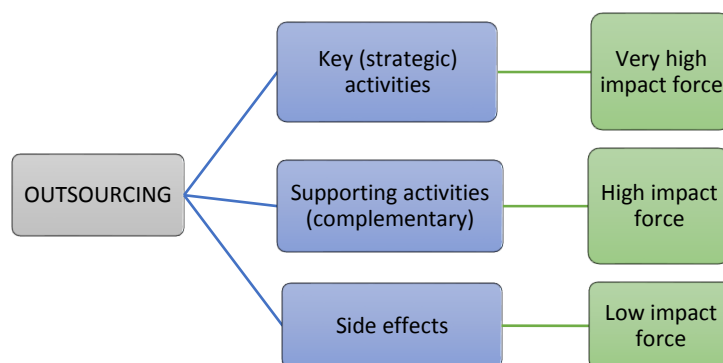 OUTSOURCING
Key (strategic)
activities
Very high
impact force
Supporting activities
(complementary)
High impact
force
Side effects
Low impact
force